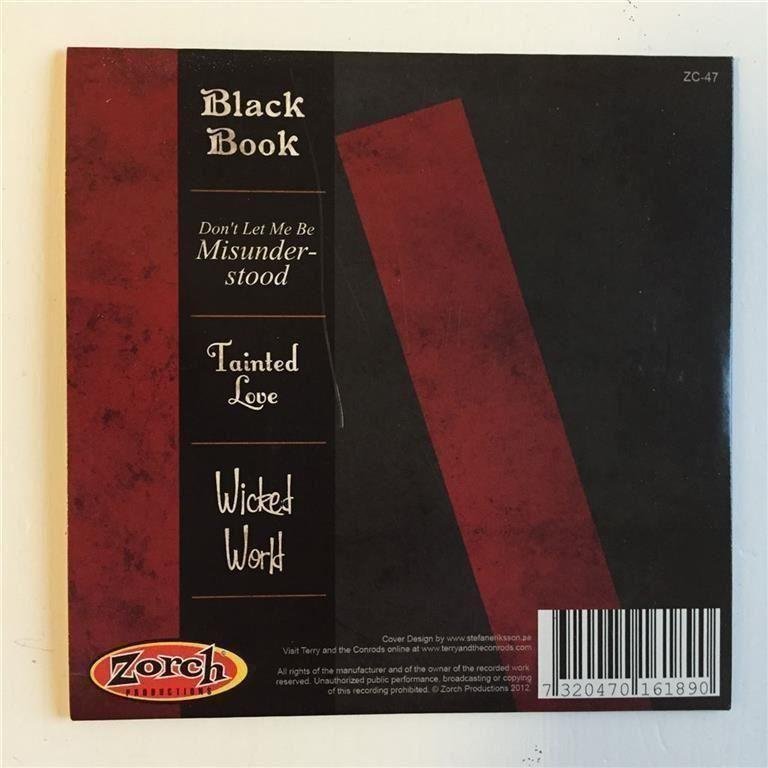 ZC-47
Black
Book
Don't Let Me Be
Misunder-
stood
Tainted
Love
Wicked
World
Zorch ©
PRODUCTIONS
Cover Design by www.stefaneriksson.se
Visit Terry and the Conrods online at www.terryandtheconrods.com
All rights of the manufacturer and of the owner of the recorded work
reserved. Unauthorized public performance, broadcasting or copying
of this recording prohibited. © Zorch Productions 2012.
7 320470 161890